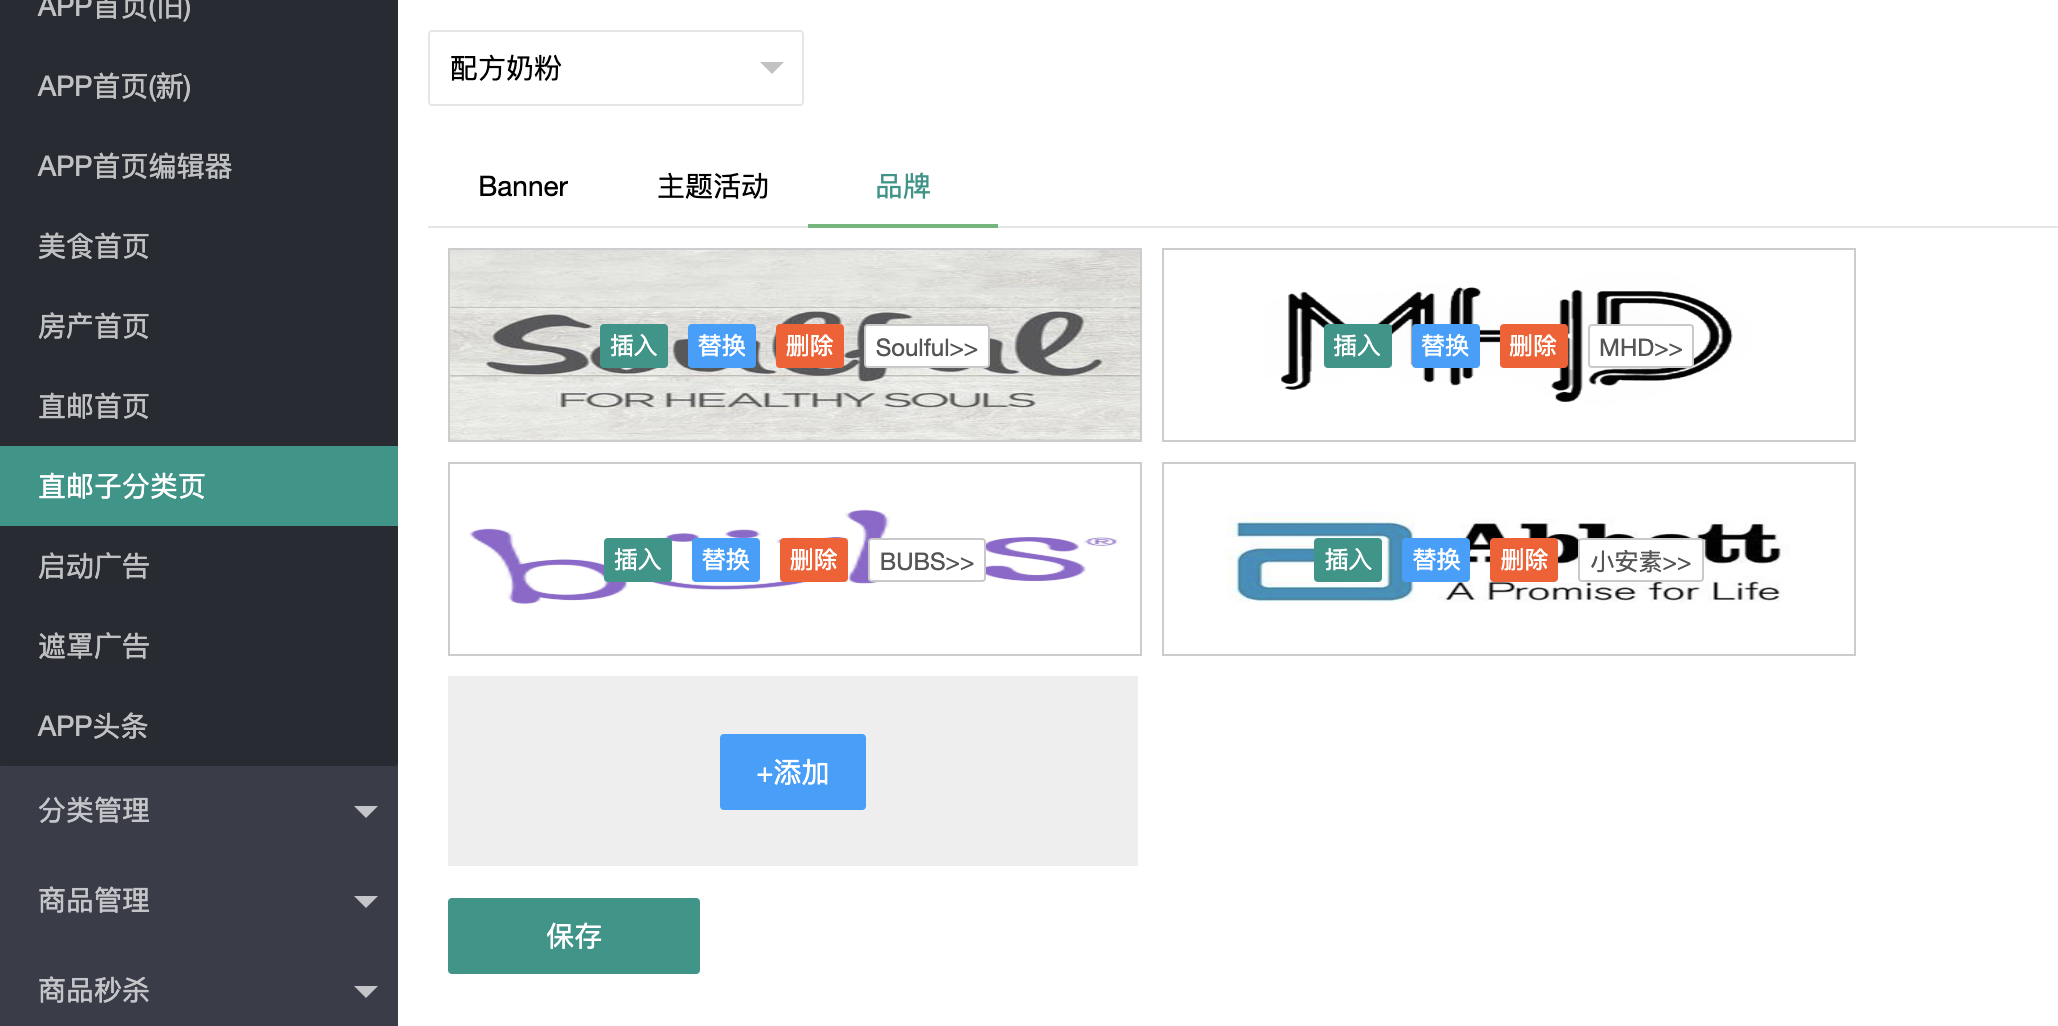 APP首页(旧)
APP首页(新)
APP首页编辑器
美食首页
房产首页
直邮首页
直邮子分类页
启动广告
遮罩广告
APP头条
分类管理
商品管理
商品秒杀
配方奶粉
Banner 主题活动 品牌
Soulful
插入 替换 删除 Soulful>>
FOR HEALTHY SOULS
MHD
插入 替换 删除 MHD>>
bubs®
插入 替换 删除 BUBS>>
Abbott
插入 替换 删除 小安素>>
A Promise for Life
+添加
保存